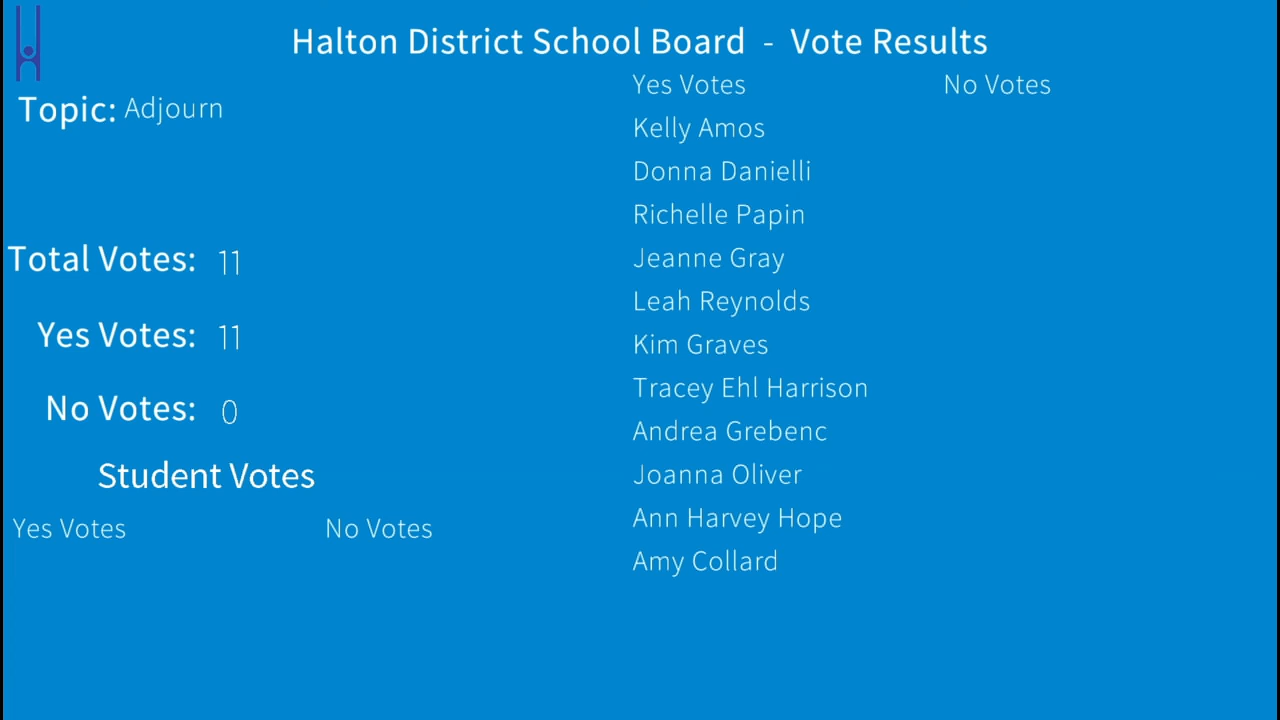 Halton District School Board - Vote Results
Topic: Adjourn
Total Votes: 11
Yes Votes: 11
No Votes: 0
Student Votes
Yes Votes No Votes
Yes Votes No Votes
Kelly Amos
Donna Danielli
Richelle Papin
Jeanne Gray
Leah Reynolds
Kim Graves
Tracey Ehl Harrison
Andrea Grebenc
Joanna Oliver
Ann Harvey Hope
Amy Collard